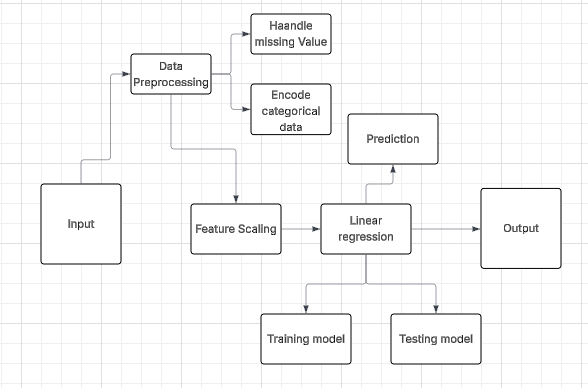 Haandle
missing Value
Data
Preprocessing
Encode
categorical
data
Prediction
Input
Feature Scaling
Linear
regression
Output
Training model
Testing model